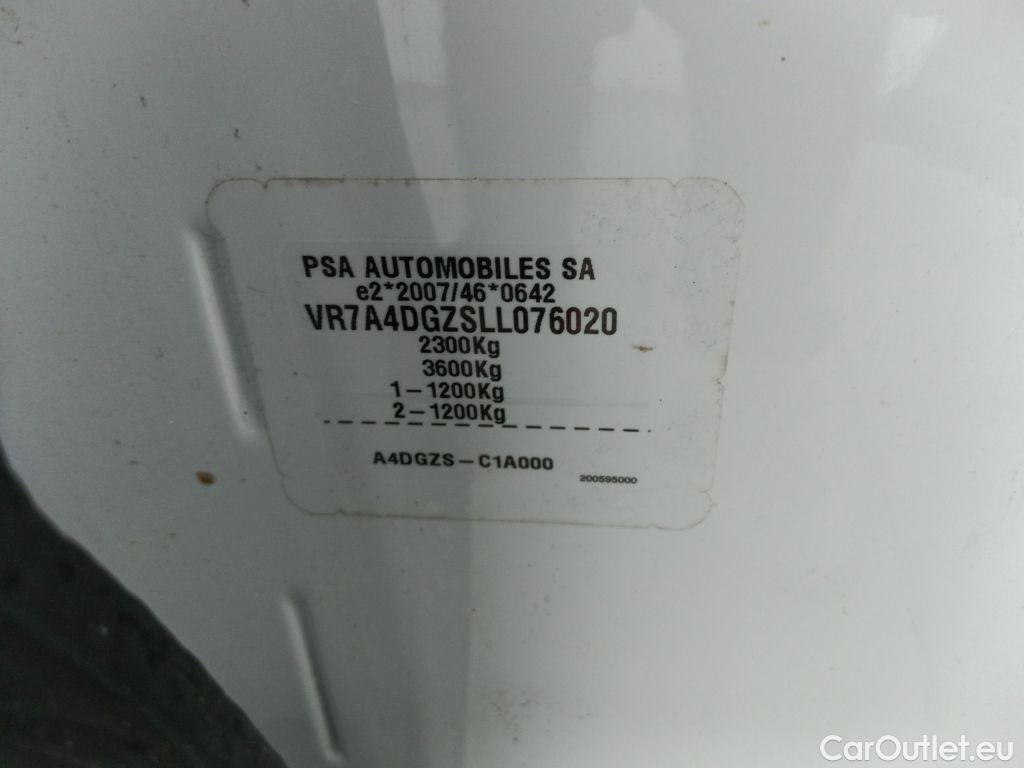 PSA AUTOMOBILES SA
e2*2007/46*0642
VR7A4DGZSLL076020
2300Kg
3600Kg
1-1200Kg
2-1200Kg
A4DGZS-C1A000
200595000
CarOutlet.eu